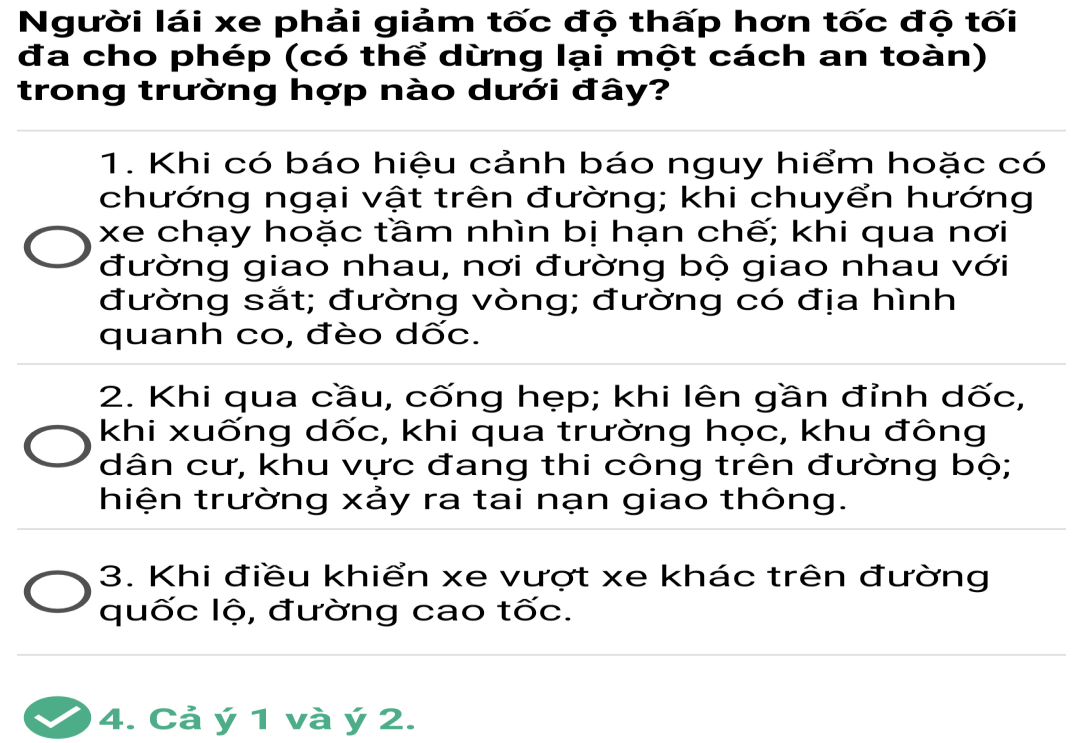 Người lái xe phải giảm tốc độ thấp hơn tốc độ tối
đa cho phép (có thể dừng lại một cách an toàn)
trong trường hợp nào dưới đây?
1. Khi có báo hiệu cảnh báo nguy hiểm hoặc có
chướng ngại vật trên đường; khi chuyển hướng
xe chạy hoặc tầm nhìn bị hạn chế; khi qua nơi
đường giao nhau, nơi đường bộ giao nhau với
đường sắt; đường vòng; đường có địa hình
quanh co, đèo dốc.
2. Khi qua cầu, cống hẹp; khi lên gần đỉnh dốc,
khi xuống dốc, khi qua trường học, khu đông
dân cư, khu vực đang thi công trên đường bộ;
hiện trường xảy ra tai nạn giao thông.
3. Khi điều khiển xe vượt xe khác trên đường
quốc lộ, đường cao tốc.
4. Cả ý 1 và ý 2.